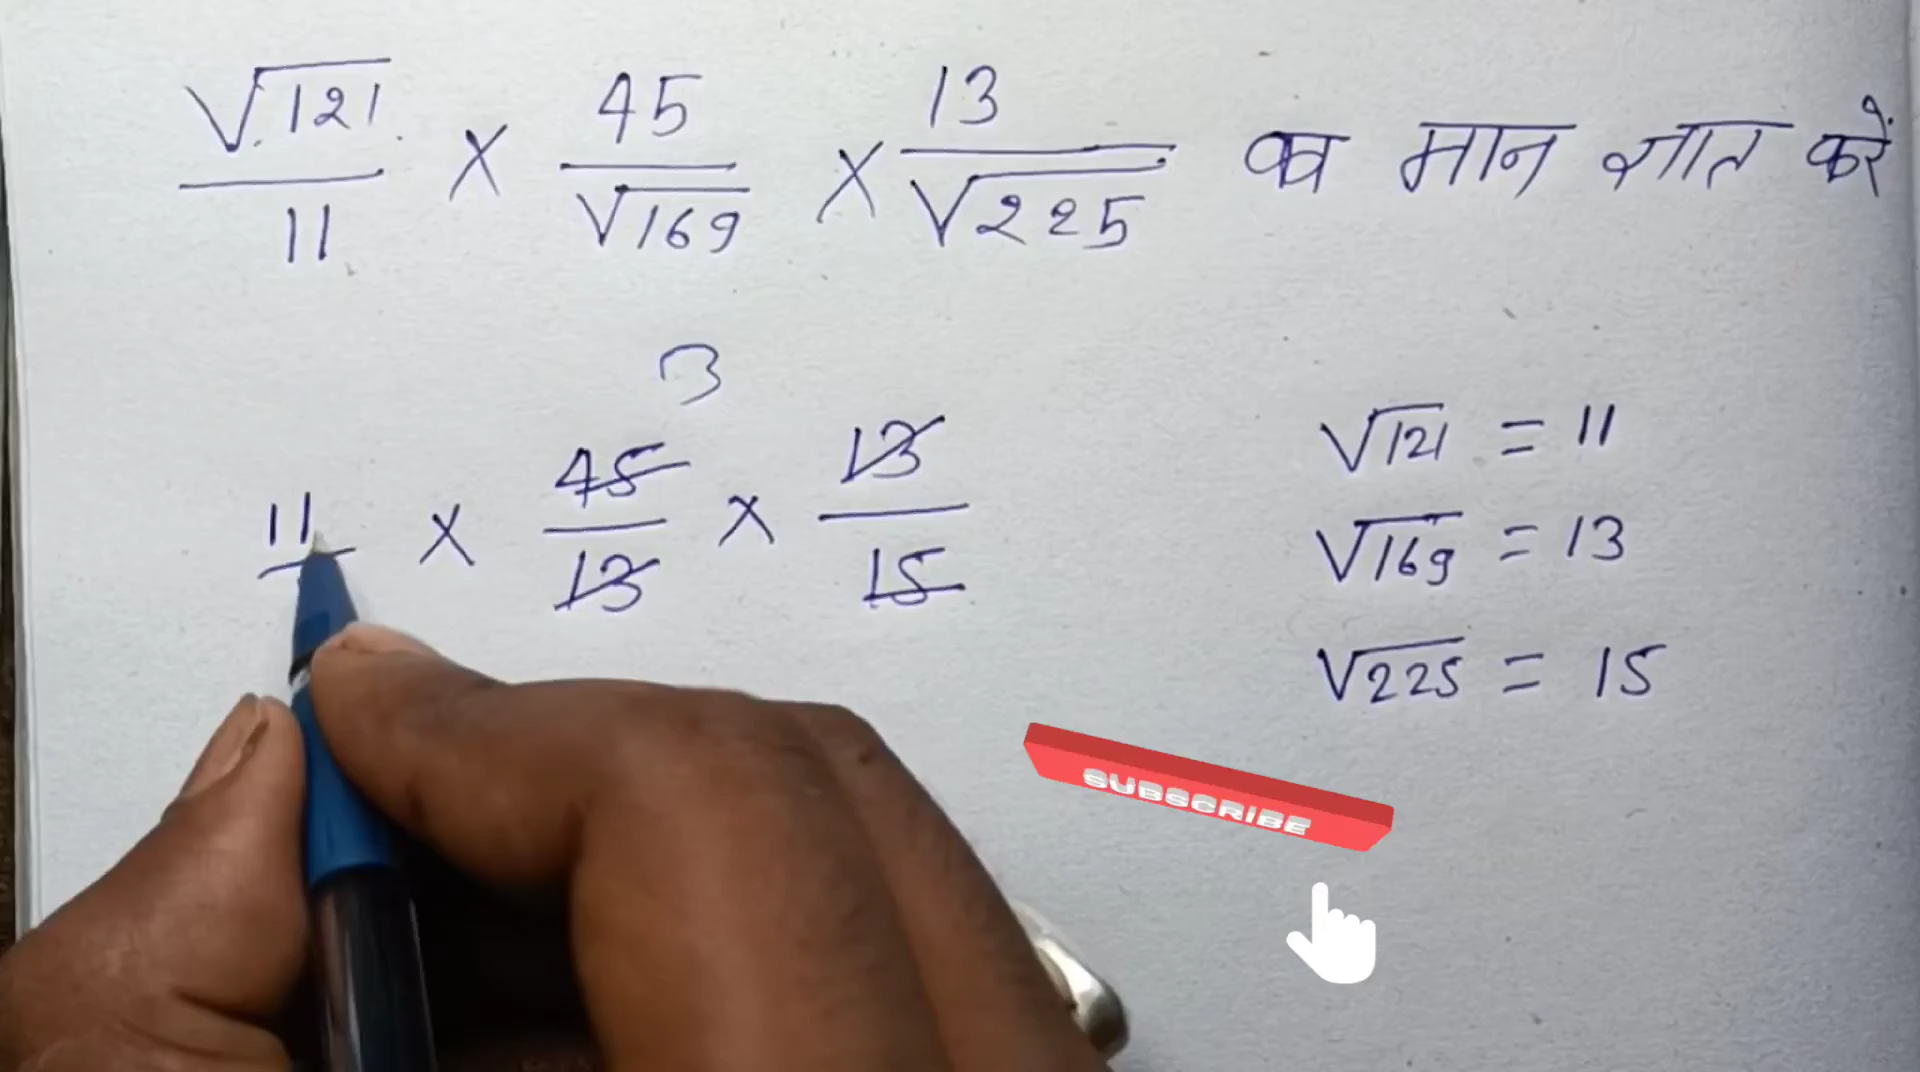 √121/11 × 45/√169 × 13/√225 का मान ज्ञात करें
3
11 × 45/13 × 13/15
√121 = 11
√169 = 13
√225 = 15
SUBSCRIBE